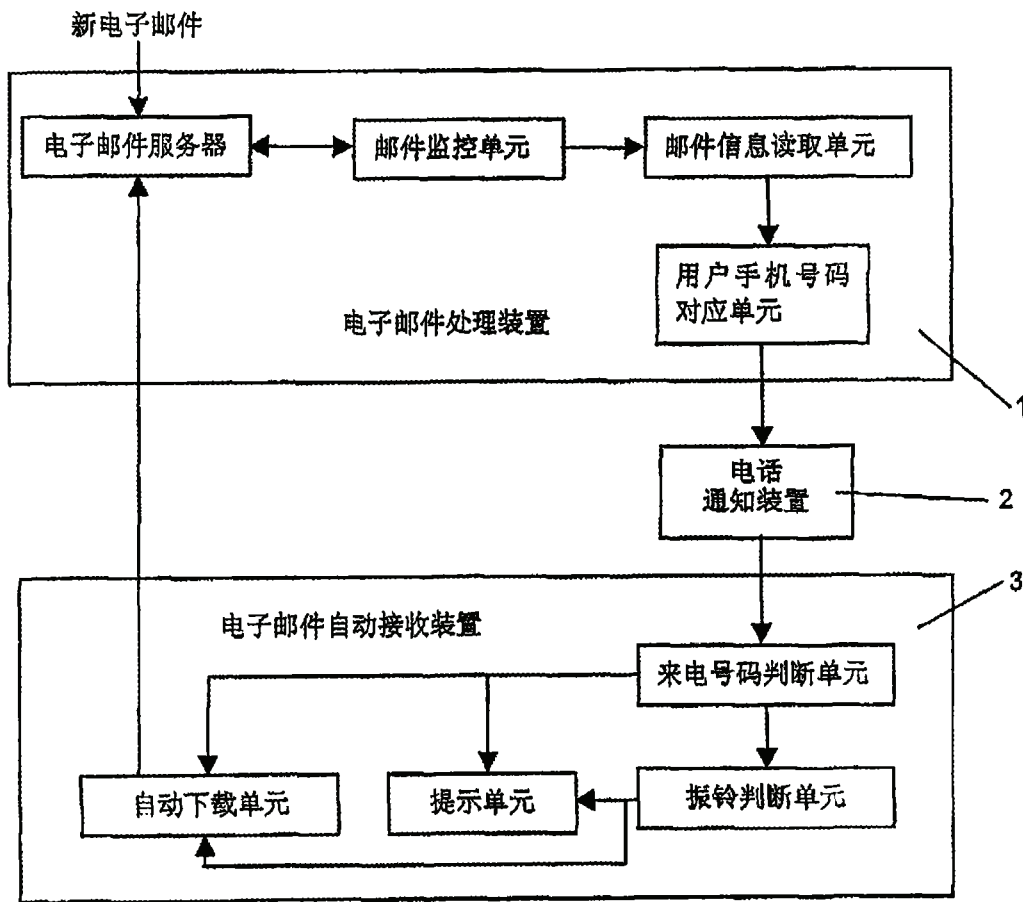 新电子邮件
电子邮件服务器
邮件监控单元
邮件信息读取单元
用户手机号码
对应单元
电子邮件处理装置
1
电话
通知装置
2
3
电子邮件自动接收装置
来电号码判断单元
自动下载单元
提示单元
振铃判断单元